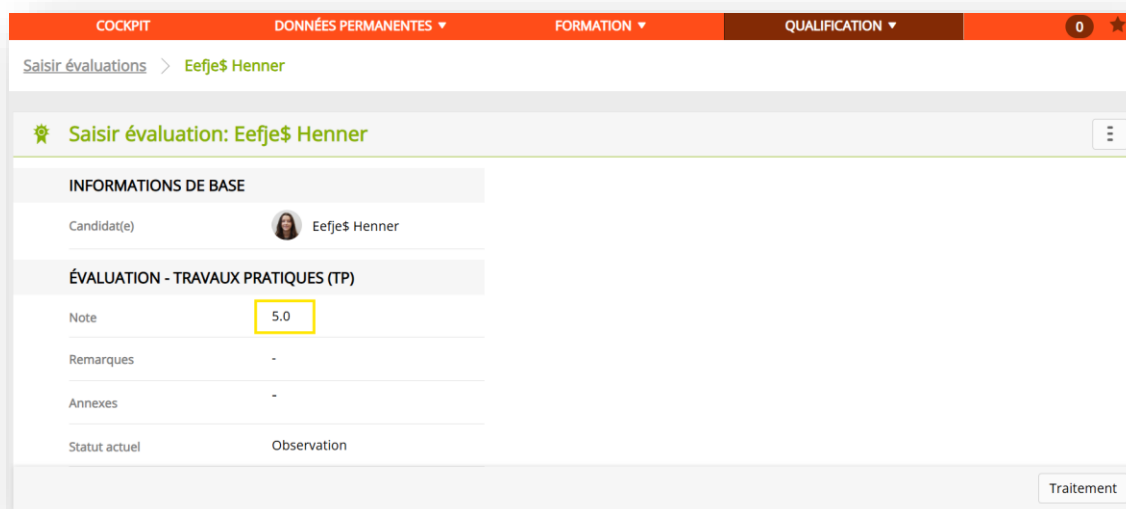 COCKPIT DONNÉES PERMANENTES ▼ FORMATION ▼ QUALIFICATION ▼ 0
Saisir évaluations > Eefje$ Henner
Saisir évaluation: Eefje$ Henner
INFORMATIONS DE BASE
Candidat(e) Eefje$ Henner
ÉVALUATION - TRAVAUX PRATIQUES (TP)
Note 5.0
Remarques -
Annexes -
Statut actuel Observation
Traitement